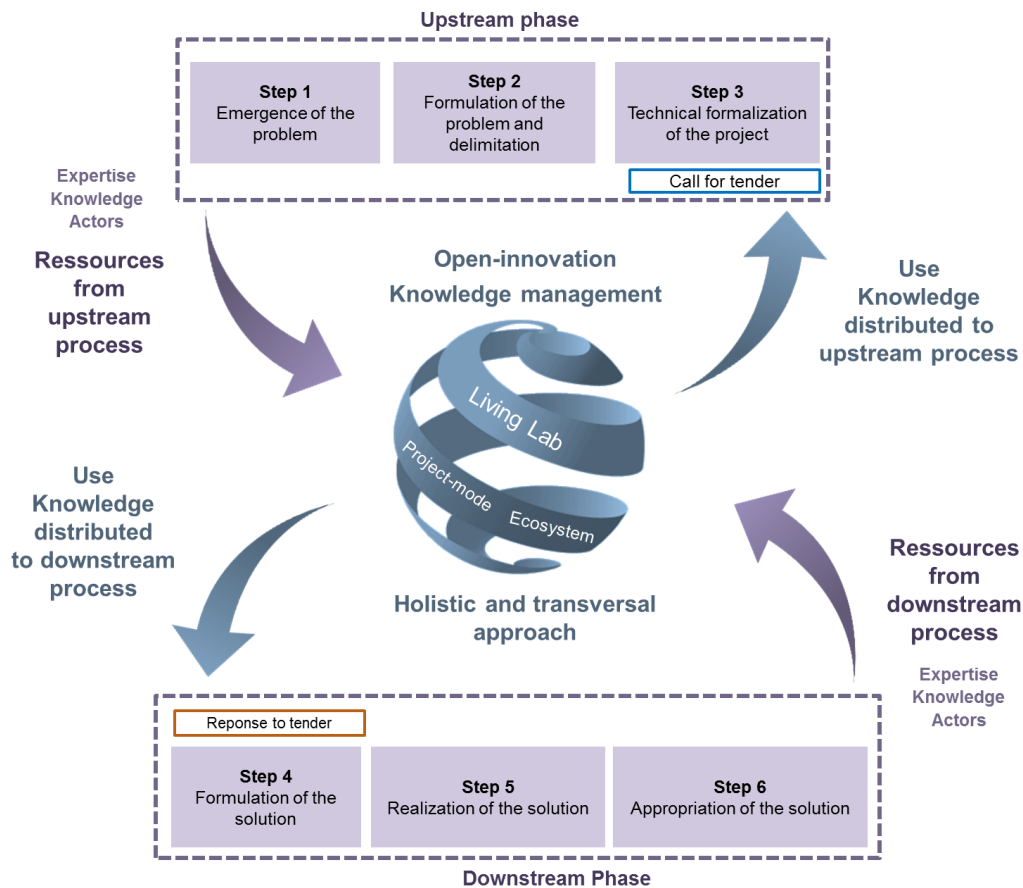 Upstream phase
Step 1
Emergence of the
problem
Step 2
Formulation of the
problem and
delimitation
Step 3
Technical formalization
of the project
Call for tender
Expertise
Knowledge
Actors
Ressources
from
upstream
process
Open-innovation
Knowledge management
Use
Knowledge
distributed to
upstream process
Living Lab
Project-mode
Ecosystem
Use
Knowledge
distributed
to downstream
process
Holistic and transversal
approach
Ressources
from
downstream
process
Expertise
Knowledge
Actors
Reponse to tender
Step 4
Formulation of the
solution
Step 5
Realization of the solution
Step 6
Appropriation of the solution
Downstream Phase